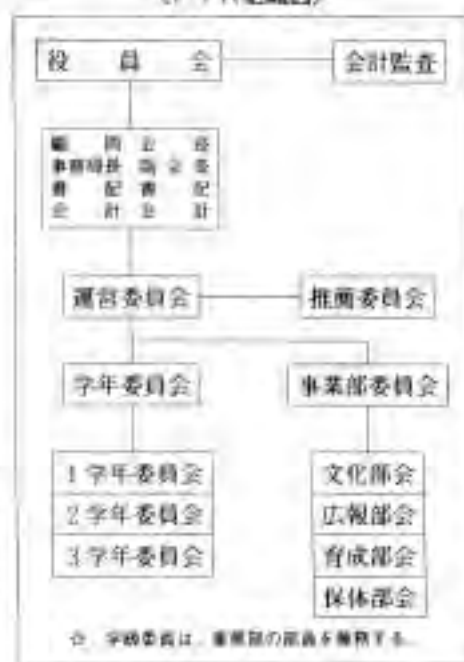 役員会 会計監査
顧問 会長
事務局長 副会長
書記 書記
会計 会計
運営委員会 推薦委員会
学年委員会 事業部委員会
1学年委員会 文化部会
2学年委員会 広報部会
3学年委員会 育成部会
保体部会
☆ 学級委員は、事業部の部員を兼務する。